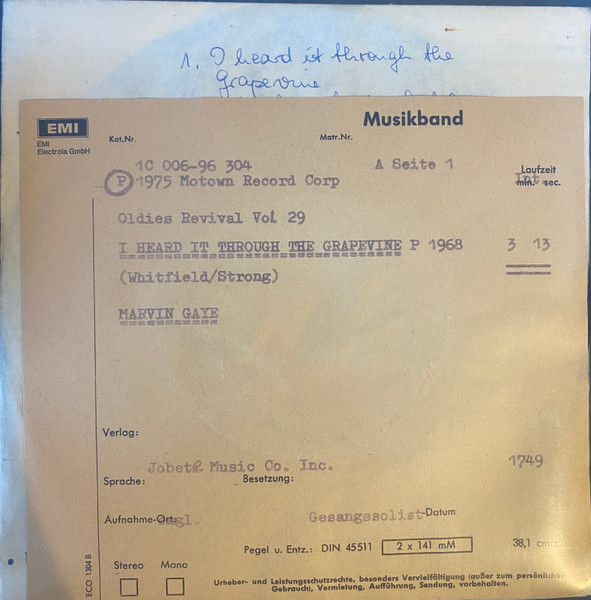 1. I heard it through the
grapevine
EMI
EMI
Electrola GmbH
Musikband
Kat.Nr.
Matr.Nr.
1C 006-96 304
A Seite 1
Laufzeit
min. sec.
Int.
P 1975 Motown Record Corp
Oldies Revival Vol 29
I HEARD IT THROUGH THE GRAPEVINE P 1968 3 13
(Whitfield/Strong)
MARVIN GAYE
Verlag:
Music Co. Inc.
1749
Sprache:
Besetzung:
Aufnahme-Ort:
Gesangssolist
Datum
Pegel u. Entz.: DIN 45511 2 x 141 mM 38,1
Stereo Mono
ECO 1304 B
Urheber- und Leistungsschutzrechte, besonders Vervielfältigung (außer zum persönlichen
Gebrauch), Vermietung, Aufführung, Sendung, vorbehalten.